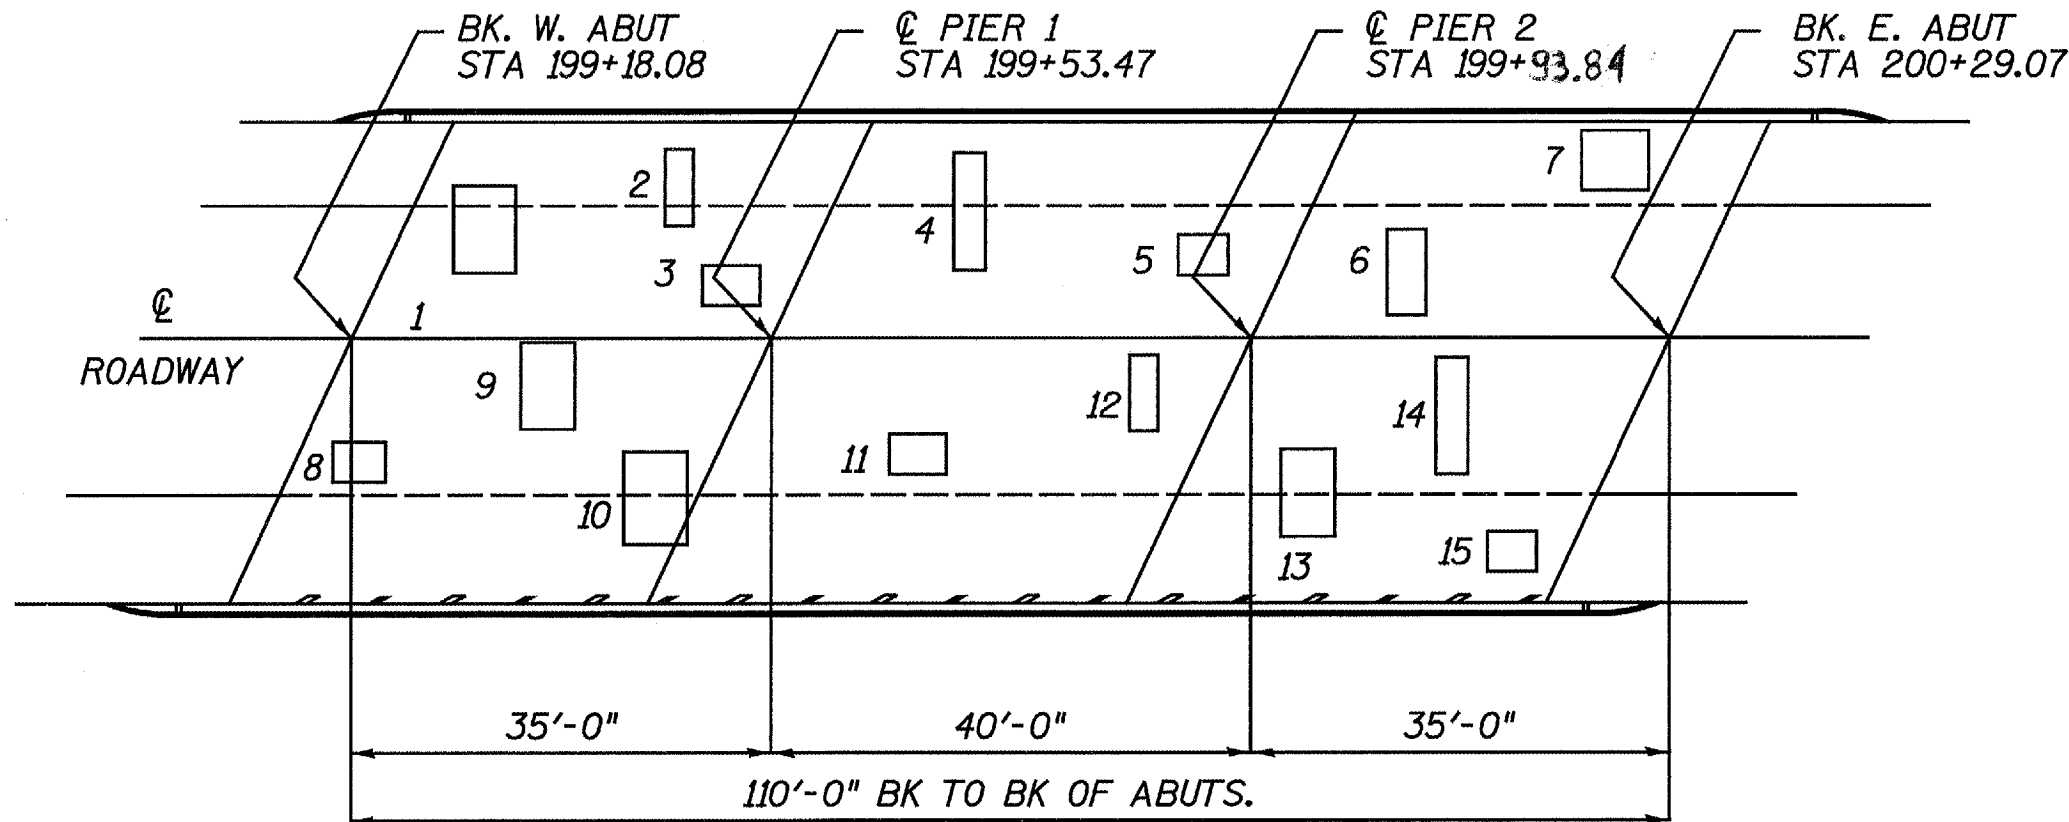 BK. W. ABUT
STA 199+18.08
℄ PIER 1
STA 199+53.47
℄ PIER 2
STA 199+93.84
BK. E. ABUT
STA 200+29.07
1
2
3
4
5
6
7
℄
ROADWAY
8
9
10
11
12
13
14
15
35'-0"
40'-0"
35'-0"
110'-0" BK TO BK OF ABUTS.